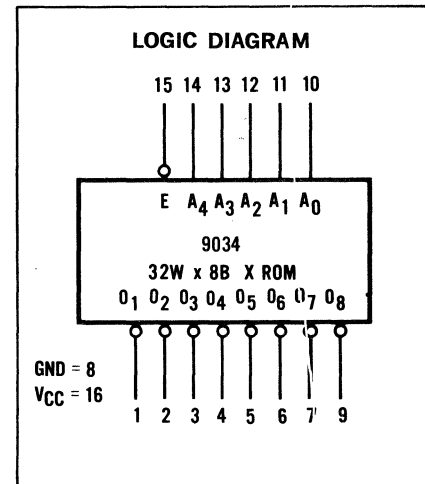 LOGIC DIAGRAM
15 14 13 12 11 10
E A4 A3 A2 A1 A0
9034
32W x 8B X ROM
O1 O2 O3 O4 O5 O6 O7 O8
GND = 8
VCC = 16
1 2 3 4 5 6 7 9